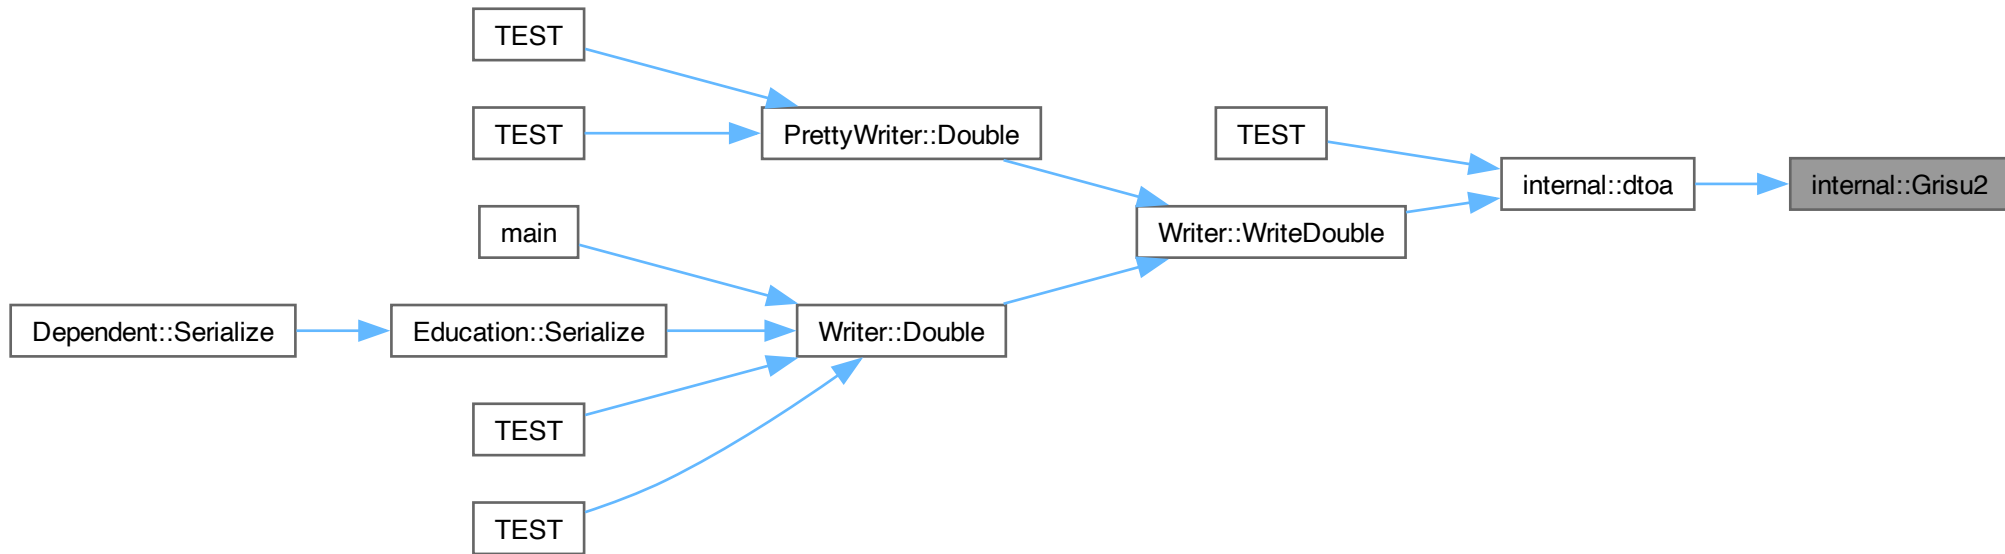 TEST
TEST
PrettyWriter::Double
TEST
internal::dtoa
internal::Grisu2
main
Writer::WriteDouble
Dependent::Serialize
Education::Serialize
Writer::Double
TEST
TEST